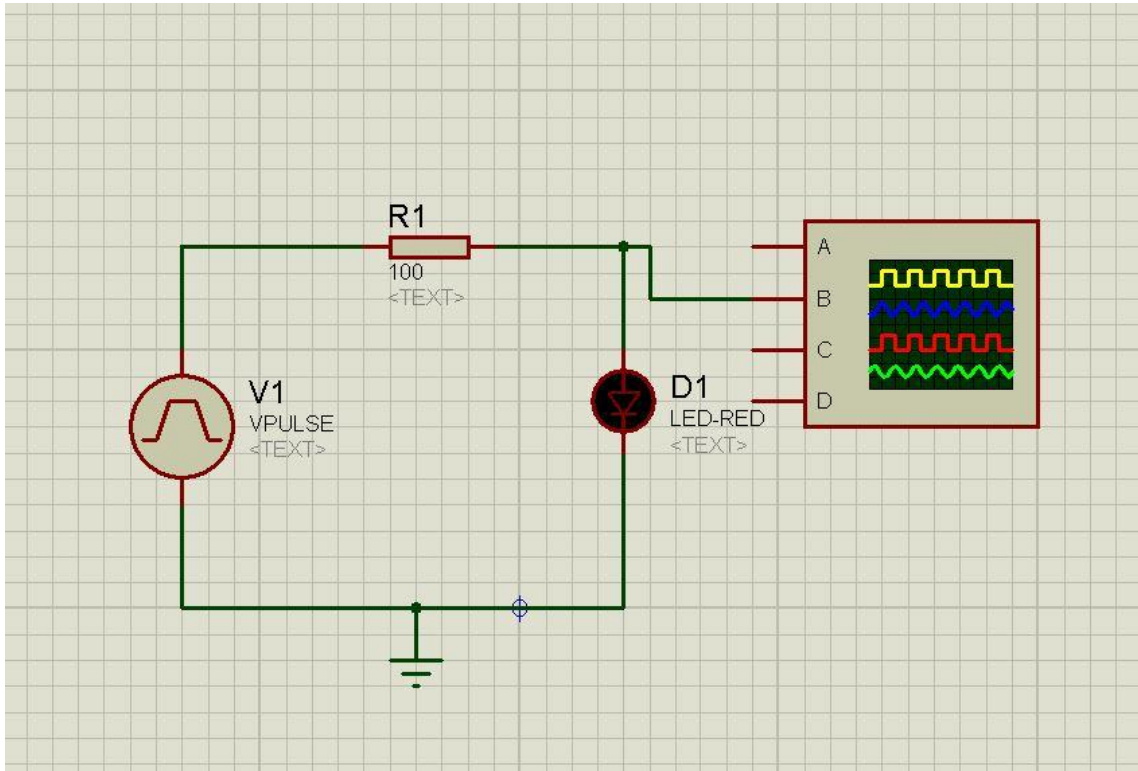 R1
100
<TEXT>
V1
VPULSE
<TEXT>
D1
LED-RED
<TEXT>
A
B
C
D